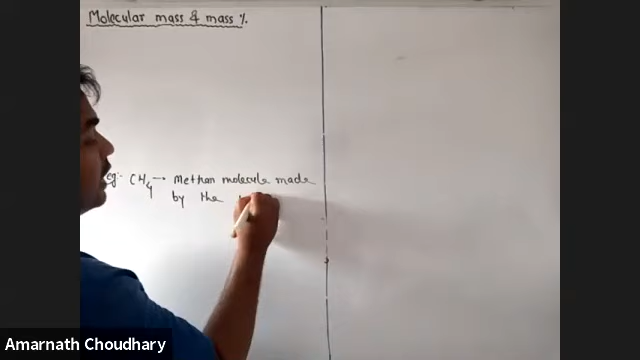 Molecular mass & mass %.
eg:- CH4 → Methan molecule made
by the
Amarnath Choudhary